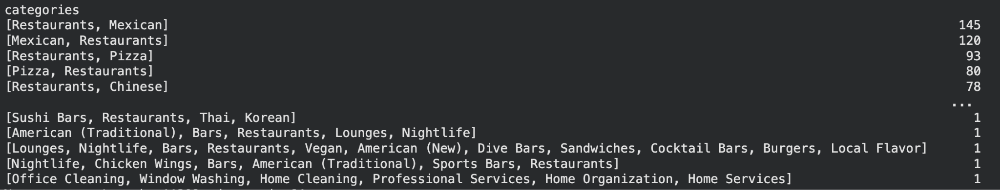 categories
[Restaurants, Mexican] 145
[Mexican, Restaurants] 120
[Restaurants, Pizza] 93
[Pizza, Restaurants] 80
[Restaurants, Chinese] 78
...
[Sushi Bars, Restaurants, Thai, Korean] 1
[American (Traditional), Bars, Restaurants, Lounges, Nightlife] 1
[Lounges, Nightlife, Bars, Restaurants, Vegan, American (New), Dive Bars, Sandwiches, Cocktail Bars, Burgers, Local Flavor] 1
[Nightlife, Chicken Wings, Bars, American (Traditional), Sports Bars, Restaurants] 1
[Office Cleaning, Window Washing, Home Cleaning, Professional Services, Home Organization, Home Services] 1